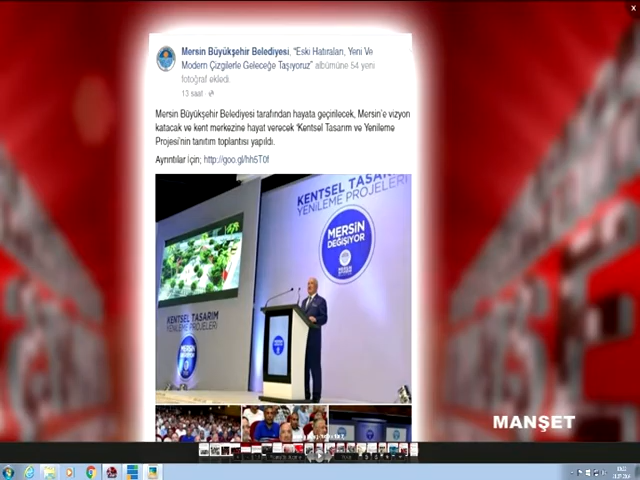 Mersin Büyükşehir Belediyesi, "Eski Hatıraları, Yeni Ve
Modern Çizgilerle Geleceğe Taşıyoruz" albümüne 54 yeni
fotoğraf ekledi.
13 saat
Mersin Büyükşehir Belediyesi tarafından hayata geçirilecek, Mersin'e vizyon
katacak ve kent merkezine hayat verecek "Kentsel Tasarım ve Yenileme
Projesi'nin tanıtım toplantısı yapıldı.
Ayrıntılar için; http://goo.gl/hh5T0f
KENTSEL TASARIM
YENİLEME PROJELERİ
MERSİN
DEĞİŞİYOR
KENTSEL TASARIM
YENİLEME PROJELERİ
MERSİN
MANŞET